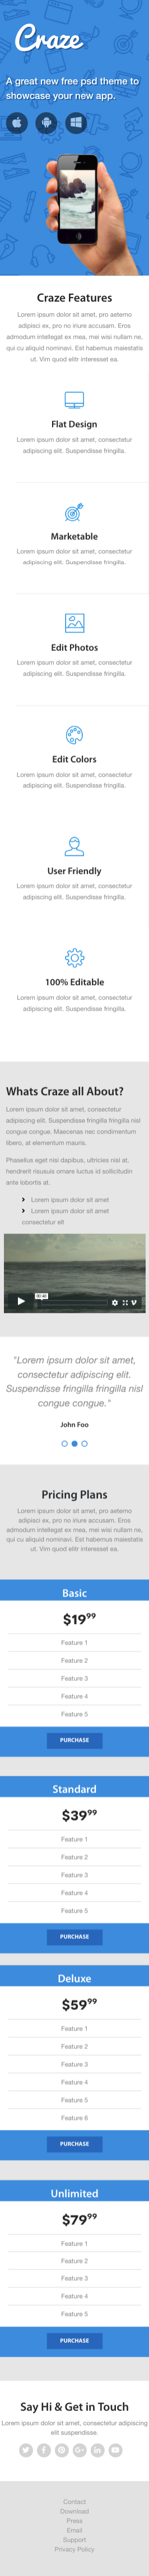 Craze
A great new free psd theme to
showcase your new app.
Craze Features
Lorem ipsum dolor sit amet, pro aeterno
adipisci ex, pro no iriure accusam. Eros
admodum intellegat ex mea, mei wisi nullam ne,
qui cu aliquid nominavi. Est habemus maiestatis
ut. Vim quod elitr interesset ea.
Flat Design
Lorem ipsum dolor sit amet, consectetur
adipiscing elit. Suspendisse fringilla.
Marketable
Lorem ipsum dolor sit amet, consectetur
adipiscing elit. Suspendisse fringilla.
Edit Photos
Lorem ipsum dolor sit amet, consectetur
adipiscing elit. Suspendisse fringilla.
Edit Colors
Lorem ipsum dolor sit amet, consectetur
adipiscing elit. Suspendisse fringilla.
User Friendly
Lorem ipsum dolor sit amet, consectetur
adipiscing elit. Suspendisse fringilla.
100% Editable
Lorem ipsum dolor sit amet, consectetur
adipiscing elit. Suspendisse fringilla.
Whats Craze all About?
Lorem ipsum dolor sit amet, consectetur
adipiscing elit. Suspendisse fringilla fringilla nisl
congue congue. Maecenas nec condimentum
libero, at elementum mauris.
Phasellus eget nisi dapibus, ultricies nisl at,
hendrerit risusuis ornare luctus id sollicitudin
ante lobortis at.
Lorem ipsum dolor sit amet
Lorem ipsum dolor sit amet
consectetur elt
"Lorem ipsum dolor sit amet,
consectetur adipiscing elit.
Suspendisse fringilla fringilla nisl
congue congue."
John Foo
Pricing Plans
Lorem ipsum dolor sit amet, pro aeterno
adipisci ex, pro no iriure accusam. Eros
admodum intellegat ex mea, mei wisi nullam ne,
qui cu aliquid nominavi. Est habemus maiestatis
ut. Vim quod elitr interesset ea.
Basic
$19⁹⁹
Feature 1
Feature 2
Feature 3
Feature 4
Feature 5
PURCHASE
Standard
$39⁹⁹
Feature 1
Feature 2
Feature 3
Feature 4
Feature 5
PURCHASE
Deluxe
$59⁹⁹
Feature 1
Feature 2
Feature 3
Feature 4
Feature 5
Feature 6
PURCHASE
Unlimited
$79⁹⁹
Feature 1
Feature 2
Feature 3
Feature 4
Feature 5
PURCHASE
Say Hi & Get in Touch
Lorem ipsum dolor sit amet, consectetur adipiscing
elit suspendisse.
Contact
Download
Press
Email
Support
Privacy Policy